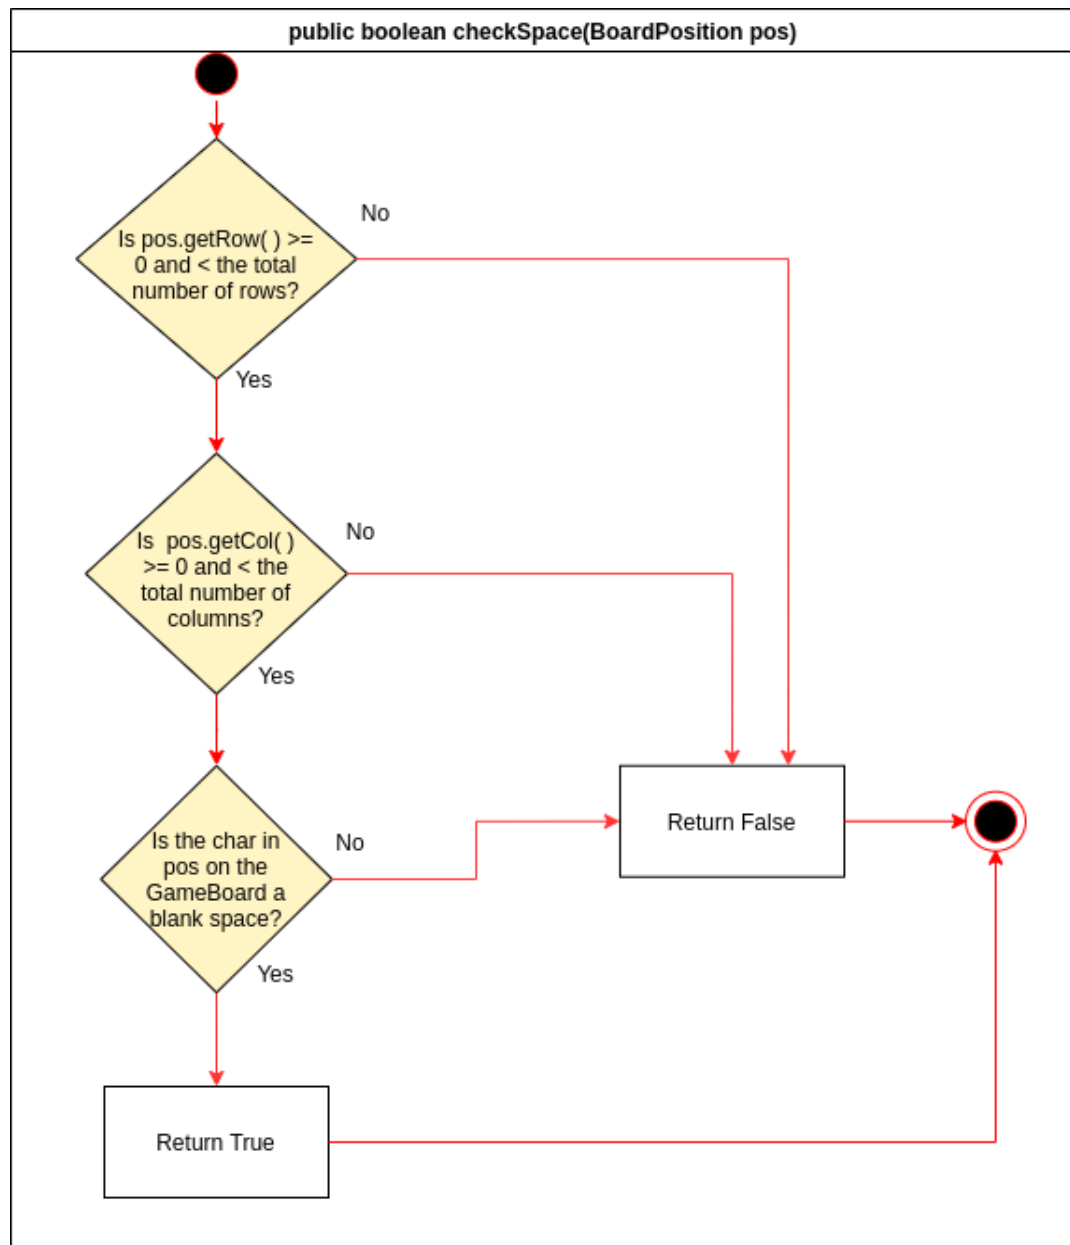 public boolean checkSpace(BoardPosition pos)
Is pos.getRow( ) >=
0 and < the total
number of rows?
No
Yes
Is  pos.getCol( )
>= 0 and < the
total number of
columns?
No
Yes
Is the char in
pos on the
GameBoard a
blank space?
No
Yes
Return False
Return True